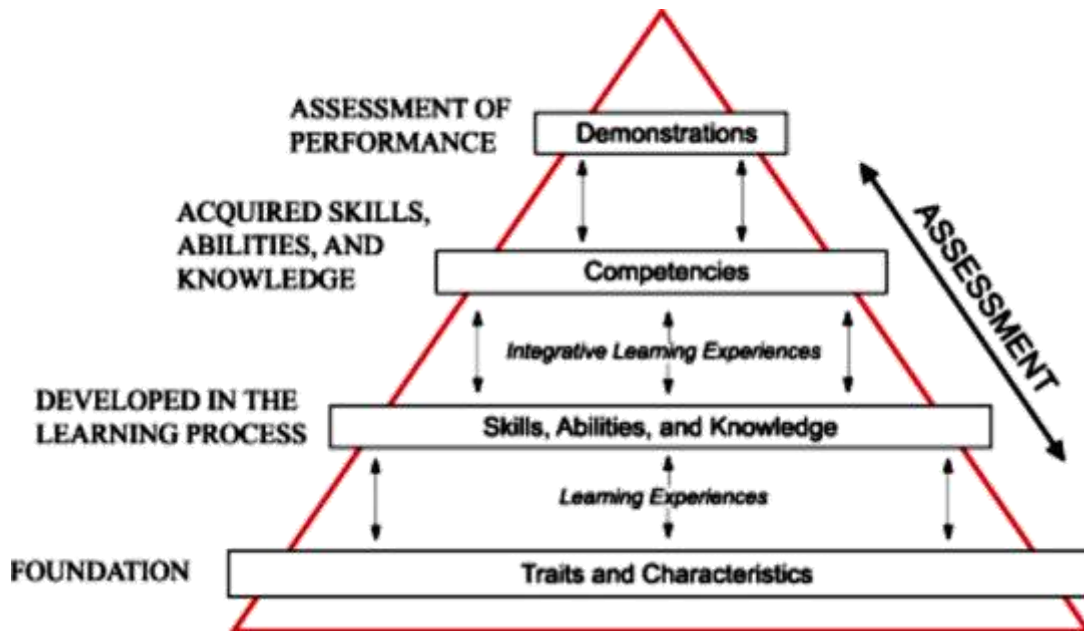 ASSESSMENT OF
PERFORMANCE
Demonstrations
ACQUIRED SKILLS,
ABILITIES, AND
KNOWLEDGE
Competencies
ASSESSMENT
Integrative Learning Experiences
DEVELOPED IN THE
LEARNING PROCESS
Skills, Abilities, and Knowledge
Learning Experiences
FOUNDATION
Traits and Characteristics